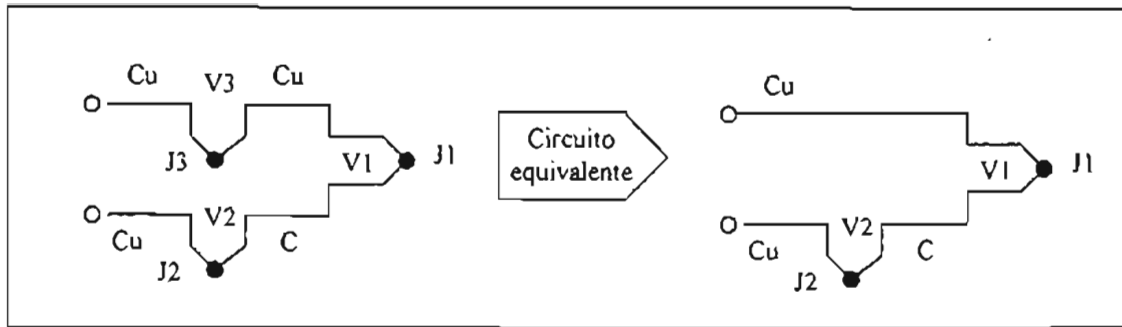 Cu V3 Cu
J3 V1 J1
V2
Cu C
J2
Circuito
equivalente
Cu
V1 J1
V2
Cu C
J2